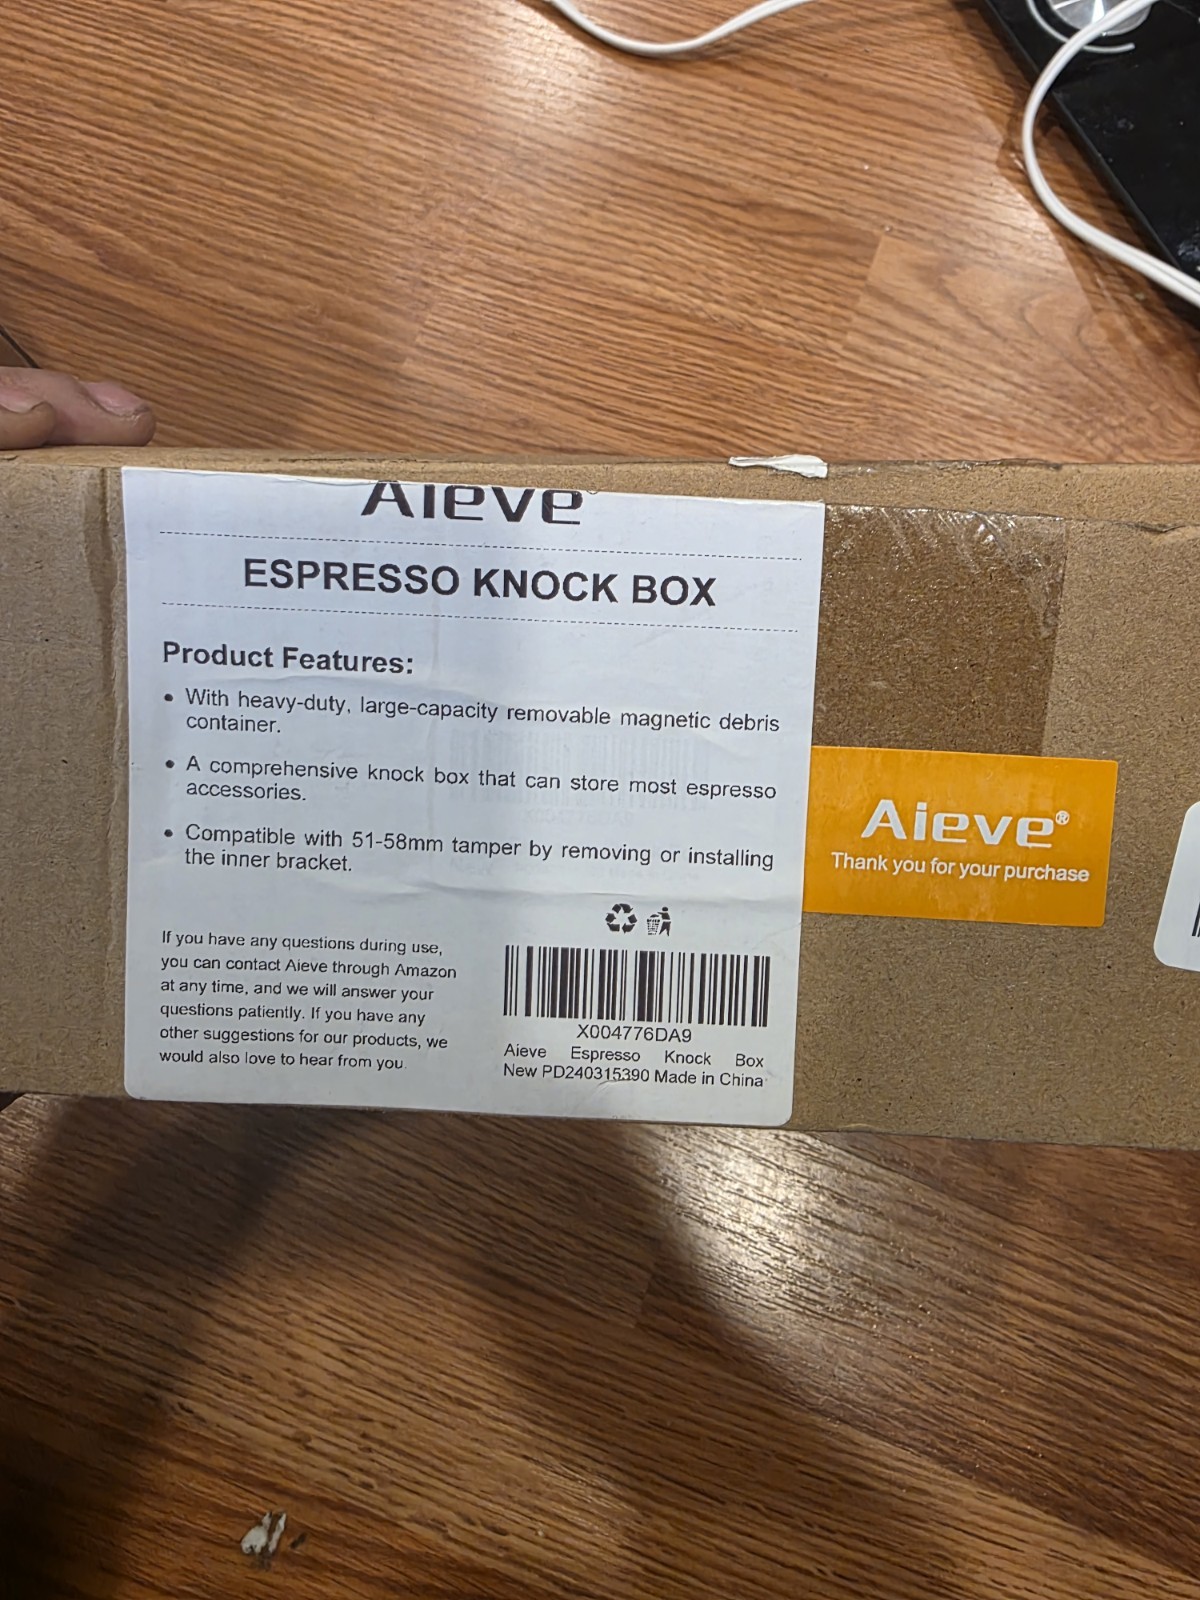 Aieve
ESPRESSO KNOCK BOX
Product Features:
• With heavy-duty, large-capacity removable magnetic debris
container.
• A comprehensive knock box that can store most espresso
accessories.
• Compatible with 51-58mm tamper by removing or installing
the inner bracket.
If you have any questions during use,
you can contact Aieve through Amazon
at any time, and we will answer your
questions patiently. If you have any
other suggestions for our products, we
would also love to hear from you.
X004776DA9
Aieve Espresso Knock Box
New PD240315390 Made in China
Aieve®
Thank you for your purchase